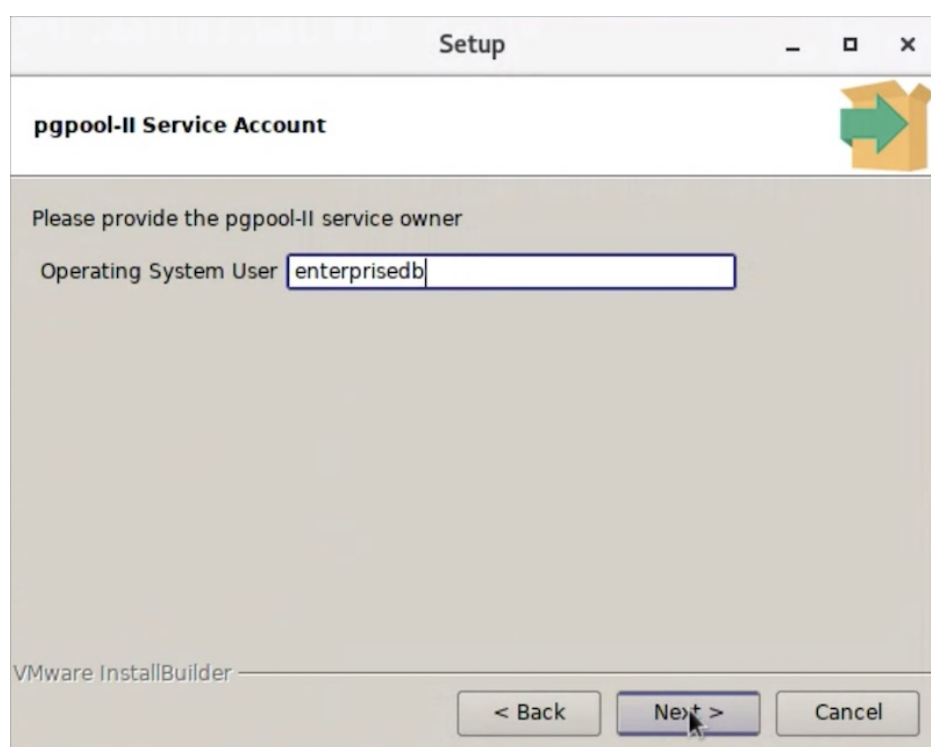 Setup
pgpool-II Service Account
Please provide the pgpool-II service owner
Operating System User enterprisedb
VMware InstallBuilder
< Back Next > Cancel